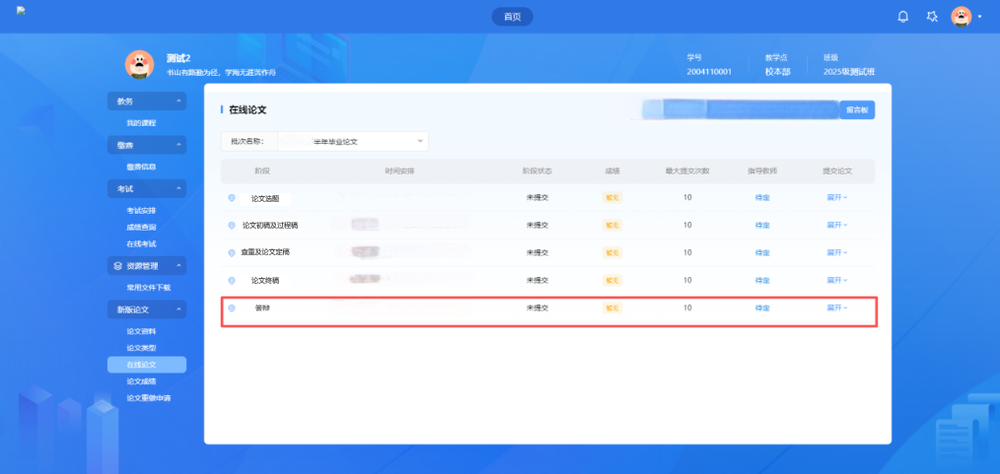 首页
测试2
书山有路勤为径，学海无涯苦作舟
学号
2004110001
教学点
校本部
班级
2025级测试班
教务
我的课程
缴费
缴费信息
考试
考试安排
成绩查询
在线考试
资源管理
常用文件下载
新版论文
论文资料
论文类型
在线论文
论文成绩
论文重做申请
在线论文
留言板
批次名称：
半年毕业论文
阶段 时间安排 阶段状态 成绩 最大提交次数 指导教师 提交论文
论文选题 未提交 暂无 10 待定 展开
论文初稿及过程稿 未提交 暂无 10 待定 展开
查重及论文定稿 未提交 暂无 10 待定 展开
论文终稿 未提交 暂无 10 待定 展开
答辩 未提交 暂无 10 待定 展开